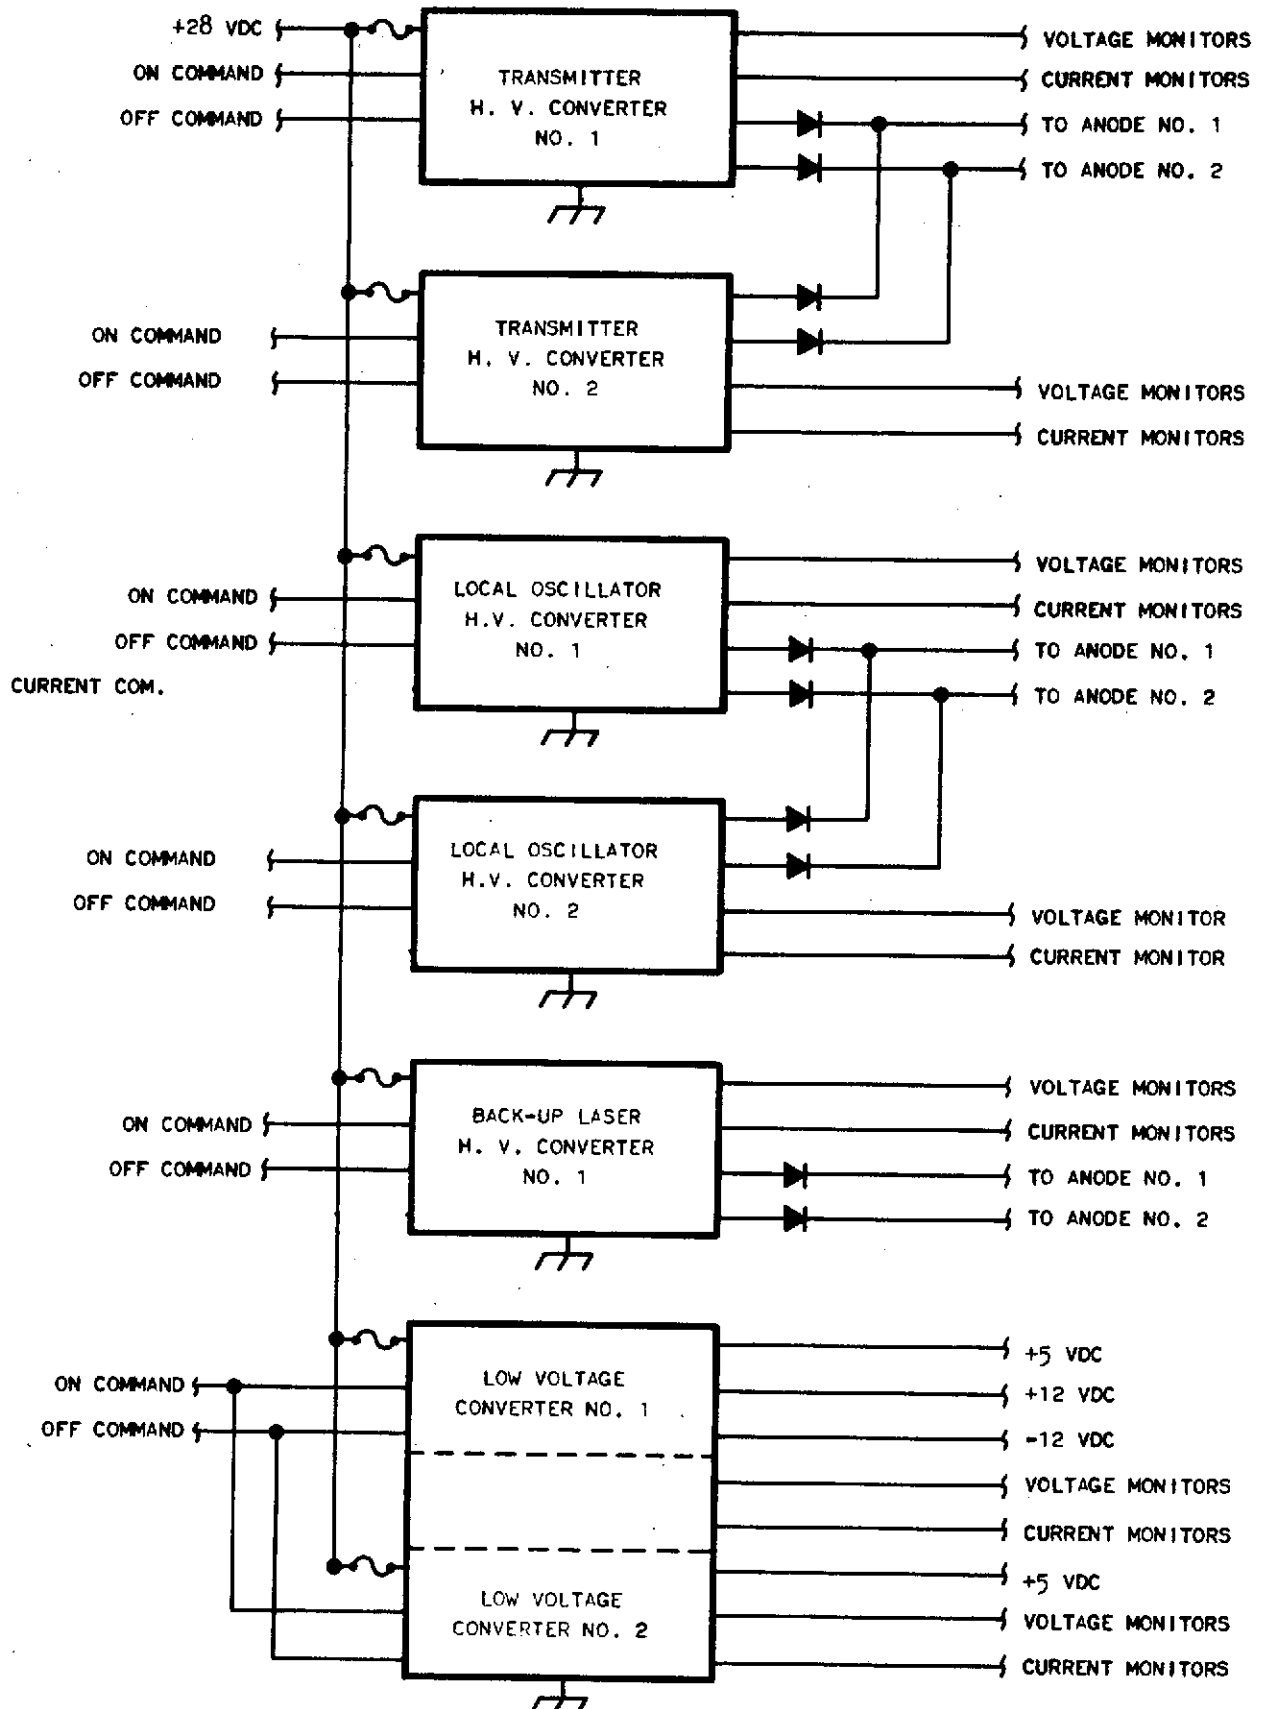 +28 VDC
ON COMMAND
OFF COMMAND
TRANSMITTER
H. V. CONVERTER
NO. 1
VOLTAGE MONITORS
CURRENT MONITORS
TO ANODE NO. 1
TO ANODE NO. 2
ON COMMAND
OFF COMMAND
TRANSMITTER
H. V. CONVERTER
NO. 2
VOLTAGE MONITORS
CURRENT MONITORS
ON COMMAND
OFF COMMAND
CURRENT COM.
LOCAL OSCILLATOR
H.V. CONVERTER
NO. 1
VOLTAGE MONITORS
CURRENT MONITORS
TO ANODE NO. 1
TO ANODE NO. 2
ON COMMAND
OFF COMMAND
LOCAL OSCILLATOR
H.V. CONVERTER
NO. 2
VOLTAGE MONITOR
CURRENT MONITOR
ON COMMAND
OFF COMMAND
BACK-UP LASER
H. V. CONVERTER
NO. 1
VOLTAGE MONITORS
CURRENT MONITORS
TO ANODE NO. 1
TO ANODE NO. 2
ON COMMAND
OFF COMMAND
LOW VOLTAGE
CONVERTER NO. 1
+5 VDC
+12 VDC
-12 VDC
VOLTAGE MONITORS
CURRENT MONITORS
LOW VOLTAGE
CONVERTER NO. 2
+5 VDC
VOLTAGE MONITORS
CURRENT MONITORS